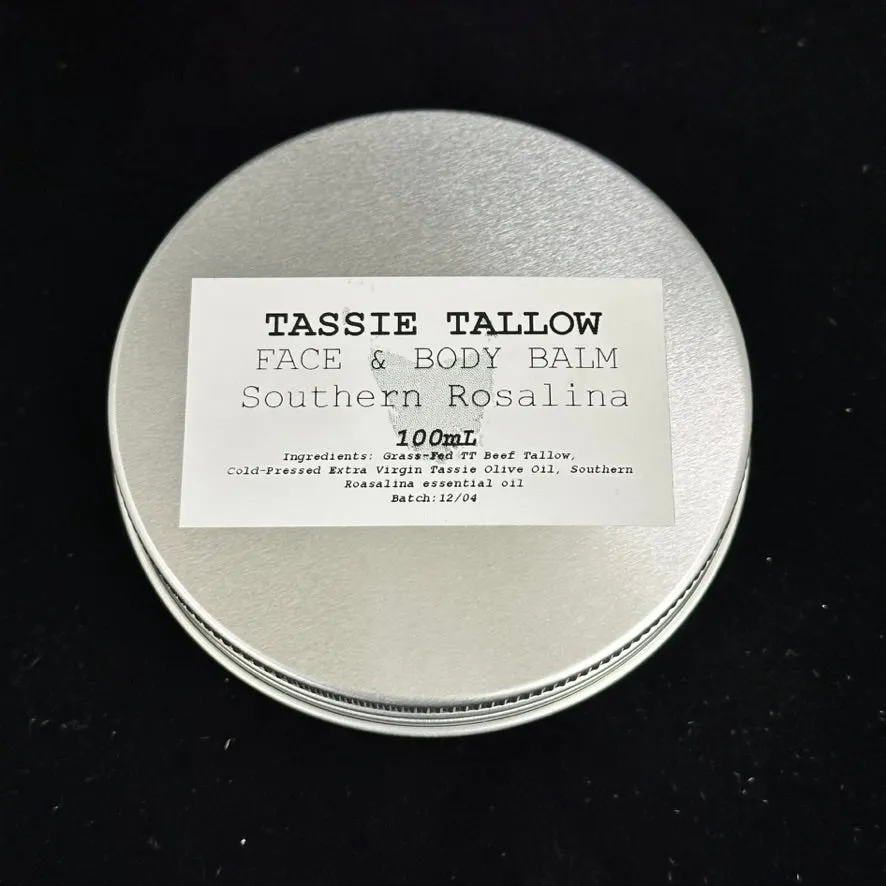 TASSIE TALLOW
FACE & BODY BALM
Southern Rosalina
100mL
Ingredients: Grass-Fed TT Beef Tallow,
Cold-Pressed Extra Virgin Tassie Olive Oil, Southern
Roasalina essential oil
Batch:12/04